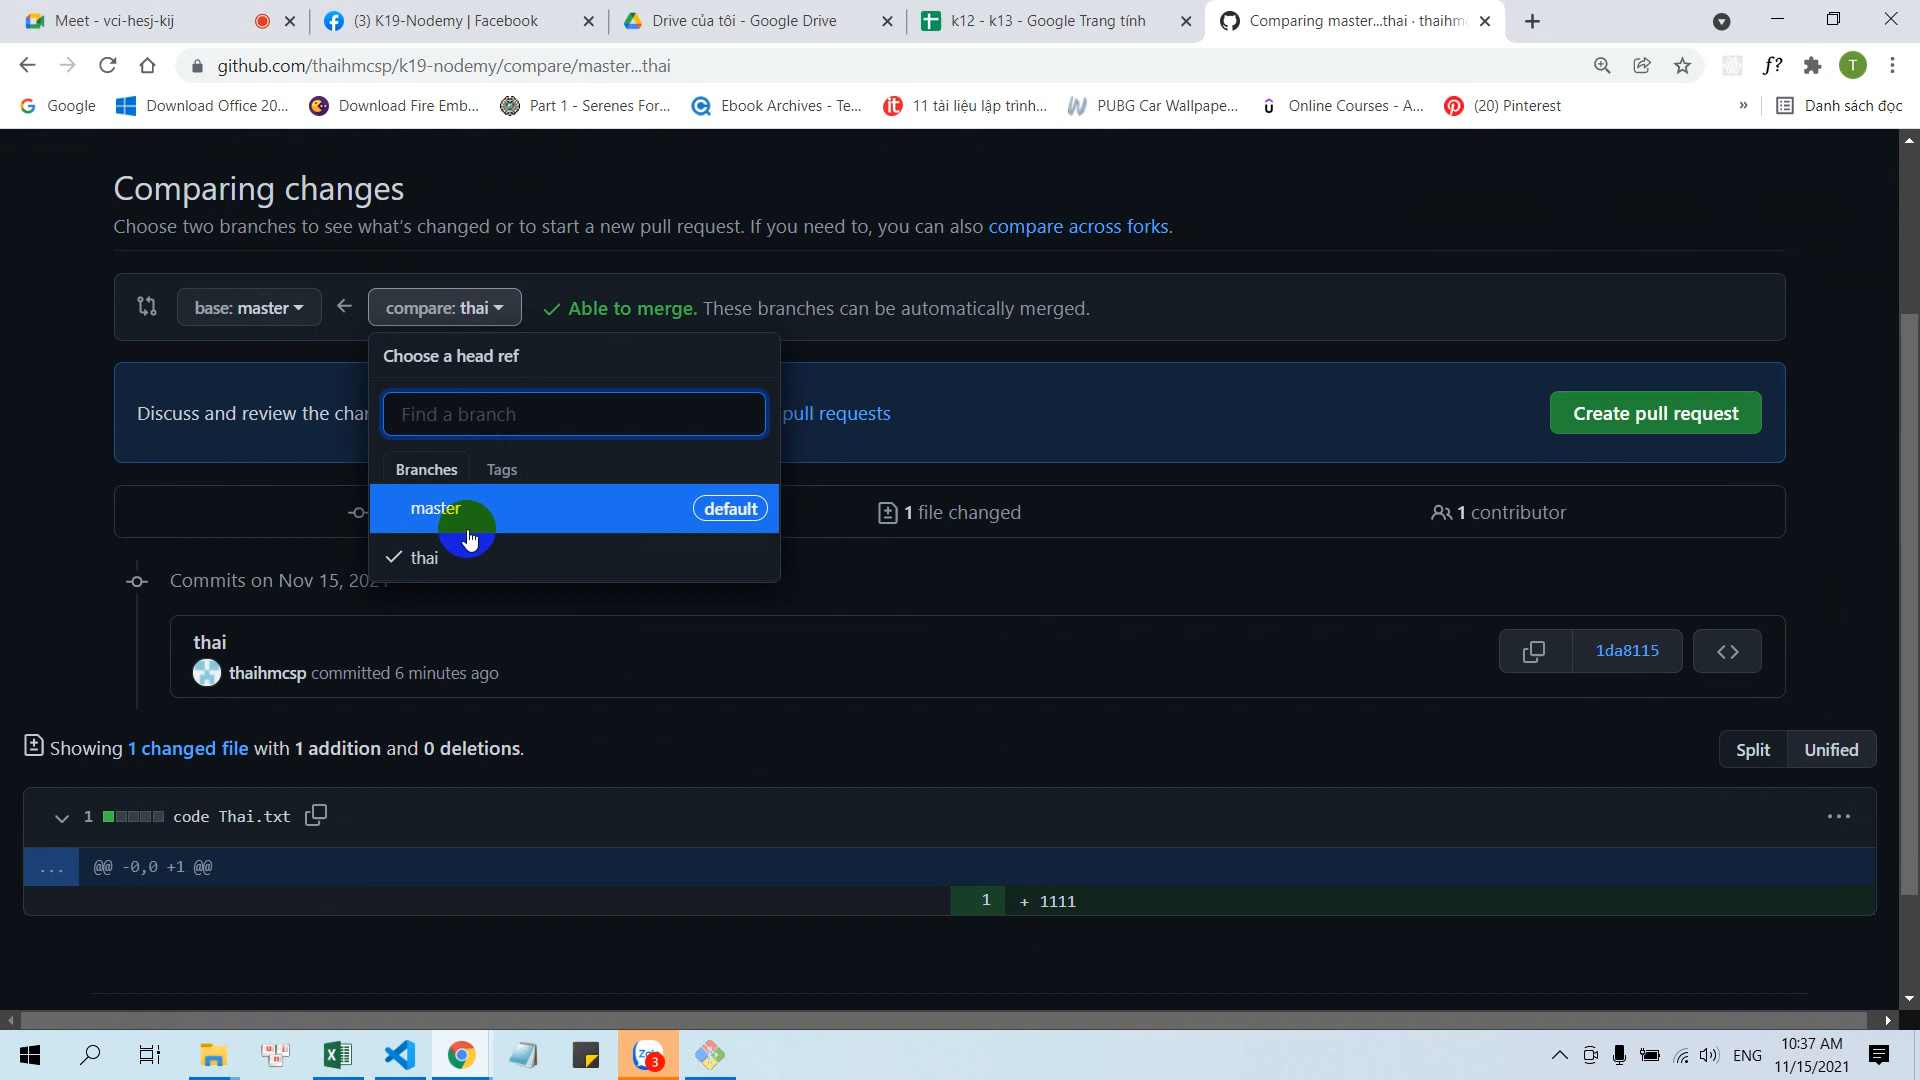 Meet - vci-hesj-kij
(3) K19-Nodemy | Facebook
Drive của tôi - Google Drive
k12 - k13 - Google Trang tính
Comparing master...thai · thaihm
github.com/thaihmcsp/k19-nodemy/compare/master...thai
f?
T
Google
Download Office 20...
Download Fire Emb...
Part 1 - Serenes For...
Ebook Archives - Te...
11 tài liệu lập trình...
PUBG Car Wallpape...
Online Courses - A...
(20) Pinterest
»
Danh sách đọc
Comparing changes
Choose two branches to see what's changed or to start a new pull request. If you need to, you can also compare across forks.
base: master
compare: thai
Able to merge. These branches can be automatically merged.
Choose a head ref
Discuss and review the char
pull requests
Create pull request
Find a branch
Branches
Tags
master
default
1 file changed
1 contributor
thai
Commits on Nov 15, 202
thai
thaihmcsp committed 6 minutes ago
1da8115
Showing 1 changed file with 1 addition and 0 deletions.
Split
Unified
1
code Thai.txt
...
...
@@ -0,0 +1 @@
1
+ 1111
3
ENG
10:37 AM
11/15/2021